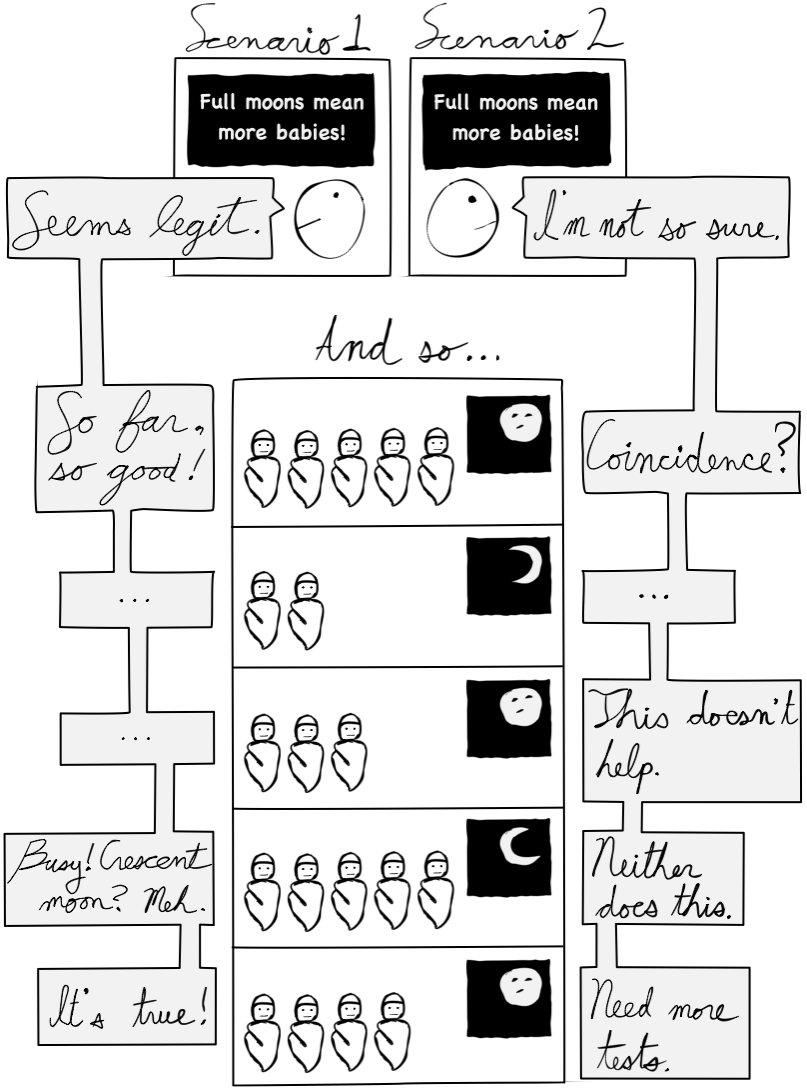 Scenario 1
Scenario 2
Full moons mean
more babies!
Full moons mean
more babies!
Seems legit.
I'm not so sure.
And so...
So far,
so good!
Coincidence?
...
...
...
This doesn't
help.
Busy! Crescent
moon? Meh.
Neither
does this.
It's true!
Need more
tests.